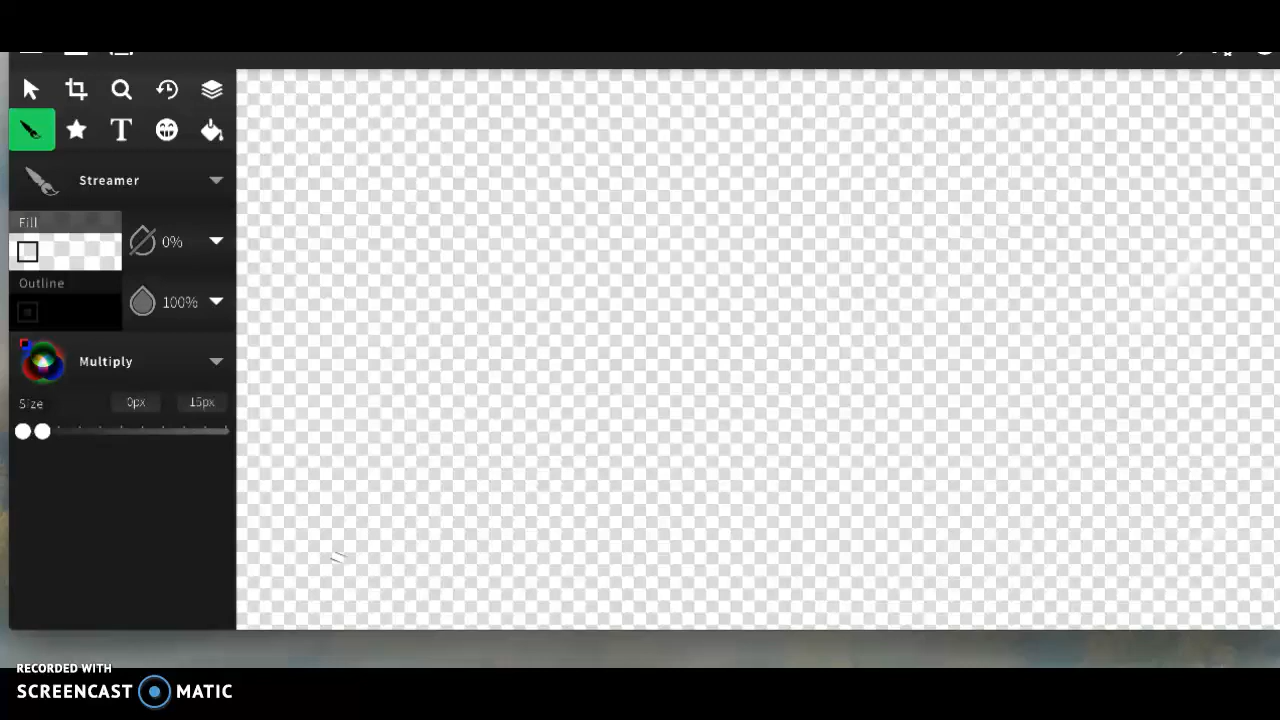 T
Streamer
Fill
0%
Outline
100%
Multiply
Size 0px 15px
RECORDED WITH
SCREENCAST MATIC